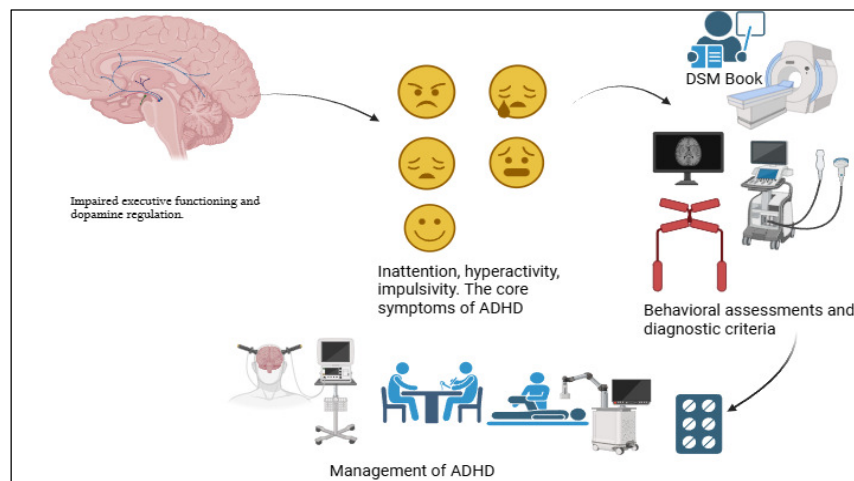 DSM Book
Impaired executive functioning and
dopamine regulation.
Inattention, hyperactivity,
impulsivity. The core
symptoms of ADHD
Behavioral assessments and
diagnostic criteria
Management of ADHD